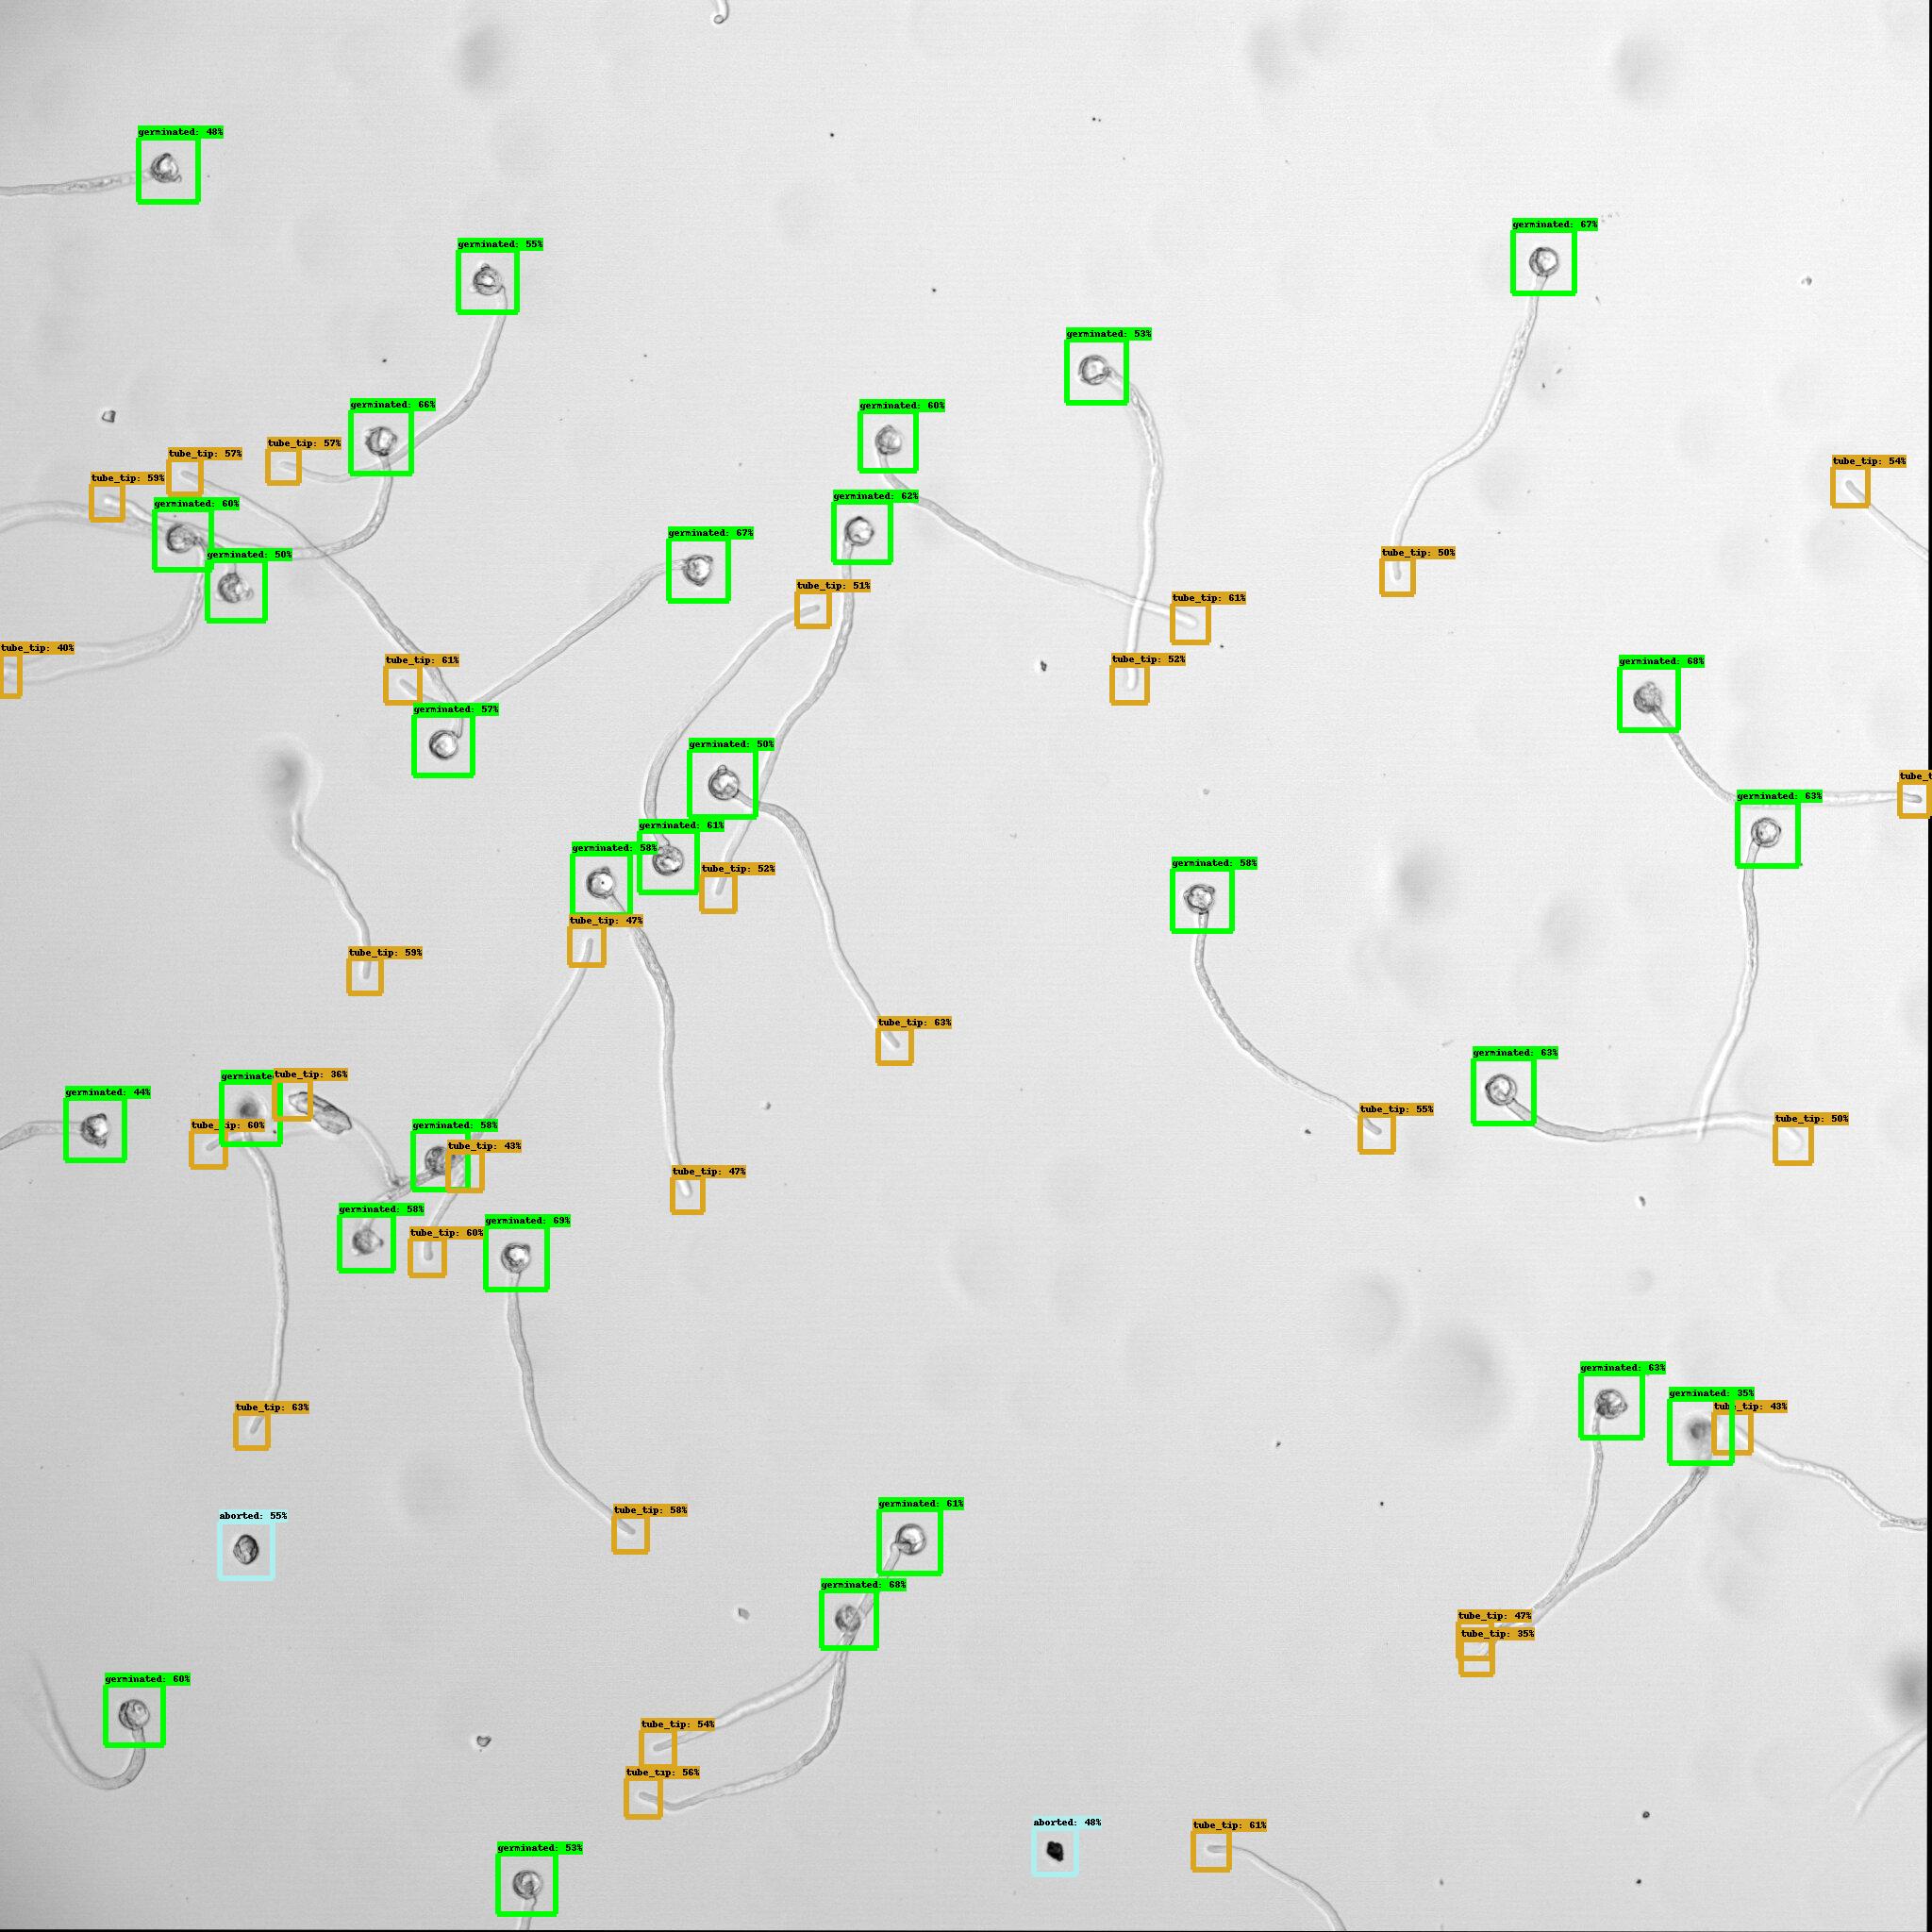 germinated: 48%
germinated: 67%
germinated: 55%
germinated: 53%
germinated: 66%
germinated: 60%
tube_tip: 57%
tube_tip: 57%
tube_tip: 54%
tube_tip: 59%
germinated: 62%
germinated: 60%
germinated: 67%
tube_tip: 50%
germinated: 50%
tube_tip: 51%
tube_tip: 61%
tube_tip: 40%
tube_tip: 52%
tube_tip: 61%
germinated: 68%
germinated: 57%
germinated: 50%
tube_t
germinated: 63%
germinated: 61%
germinated: 58%
germinated: 58%
tube_tip: 52%
tube_tip: 47%
tube_tip: 59%
tube_tip: 63%
germinated: 63%
tube_tip: 36%
germinate
germinated: 44%
tube_tip: 55%
tube_tip: 50%
tube_tip: 60%
germinated: 58%
tube_tip: 43%
tube_tip: 47%
germinated: 58%
germinated: 69%
tube_tip: 60%
germinated: 63%
germinated: 35%
tube_tip: 43%
tube_tip: 63%
germinated: 61%
tube_tip: 58%
aborted: 55%
germinated: 68%
tube_tip: 47%
tube_tip: 35%
germinated: 60%
tube_tip: 54%
tube_tip: 56%
aborted: 48%
tube_tip: 61%
germinated: 53%